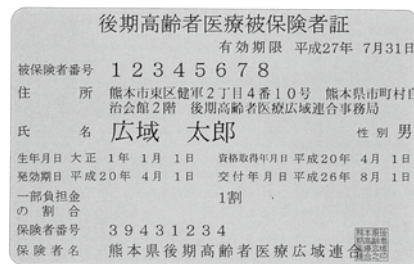 後期高齢者医療被保険者証
有効期限 平成27年 7月31日
被保険者番号 12345678
住所 熊本市東区健軍2丁目4番10号 熊本県市町村自
治会館2階 後期高齢者医療広域連合事務局
氏名 広域 太郎 性別 男
生年月日 大正 1年 1月 1日 資格取得年月日 平成20年 4月 1日
発効期日 平成20年 4月 1日 交付年月日 平成26年 8月 1日
一部負担金 1割
の割合
保険者番号 39431234
保険者名 熊本県後期高齢者医療広域連合